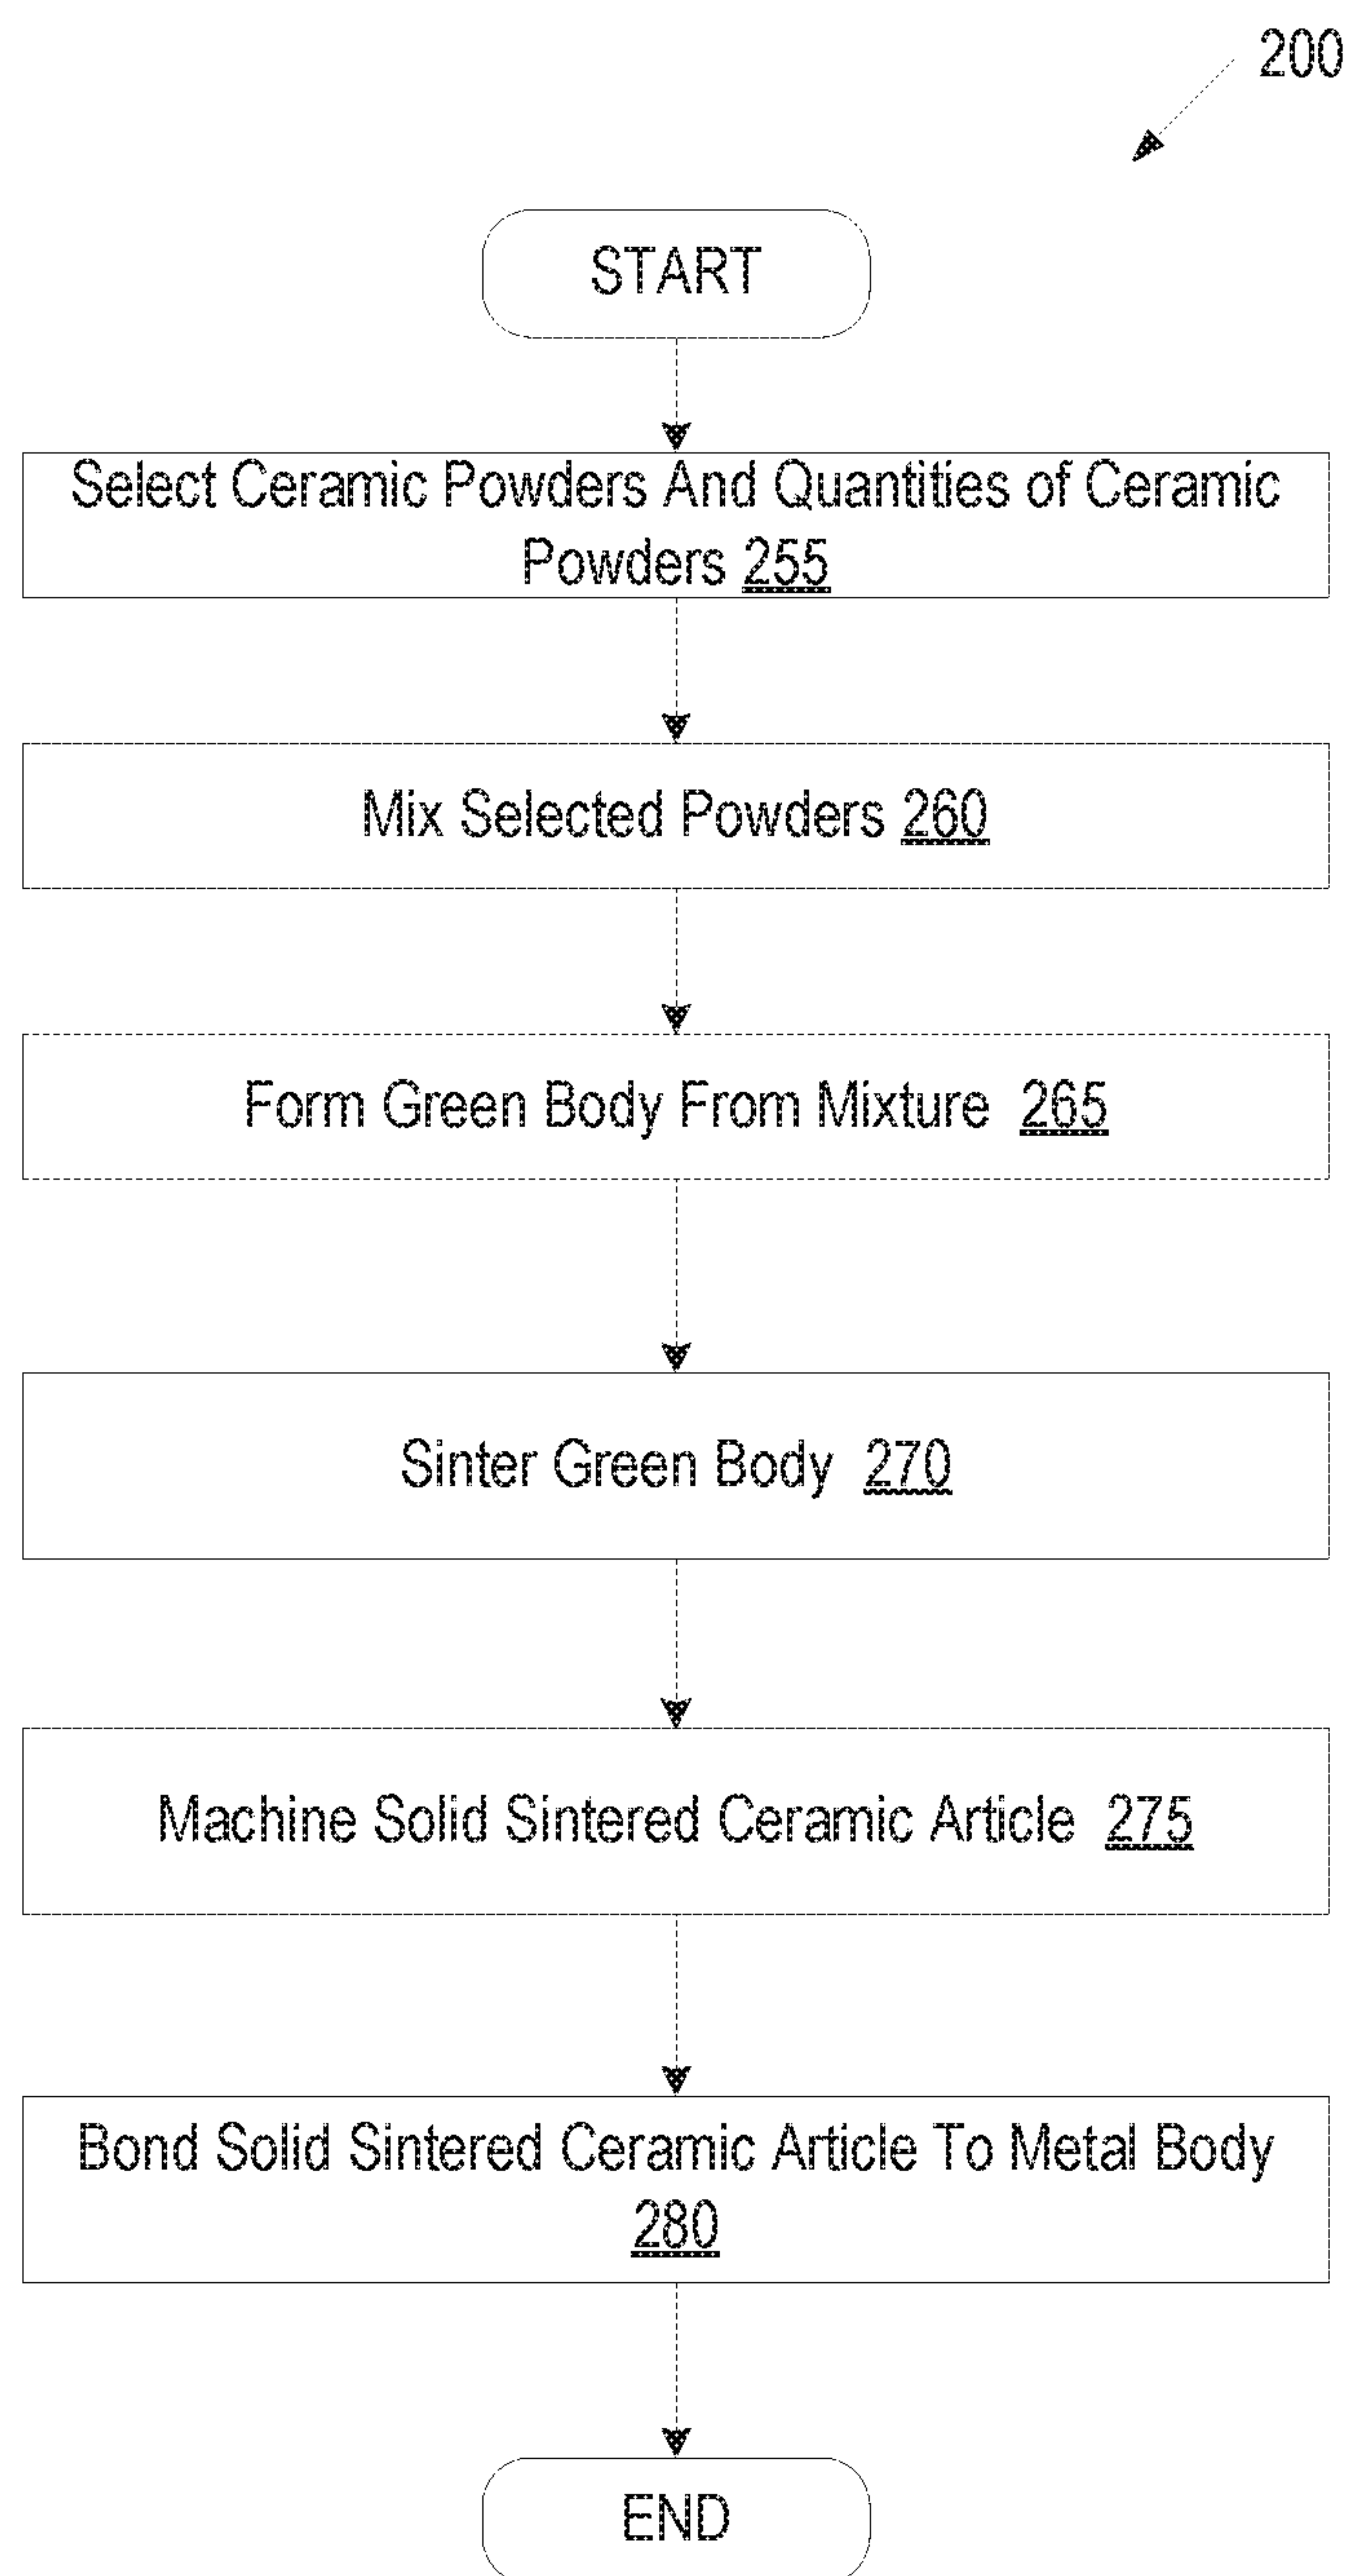 200
START
Select Ceramic Powders And Quantities of Ceramic
Powders 255
Mix Selected Powders 260
Form Green Body From Mixture 265
Sinter Green Body 270
Machine Solid Sintered Ceramic Article 275
Bond Solid Sintered Ceramic Article To Metal Body
280
END